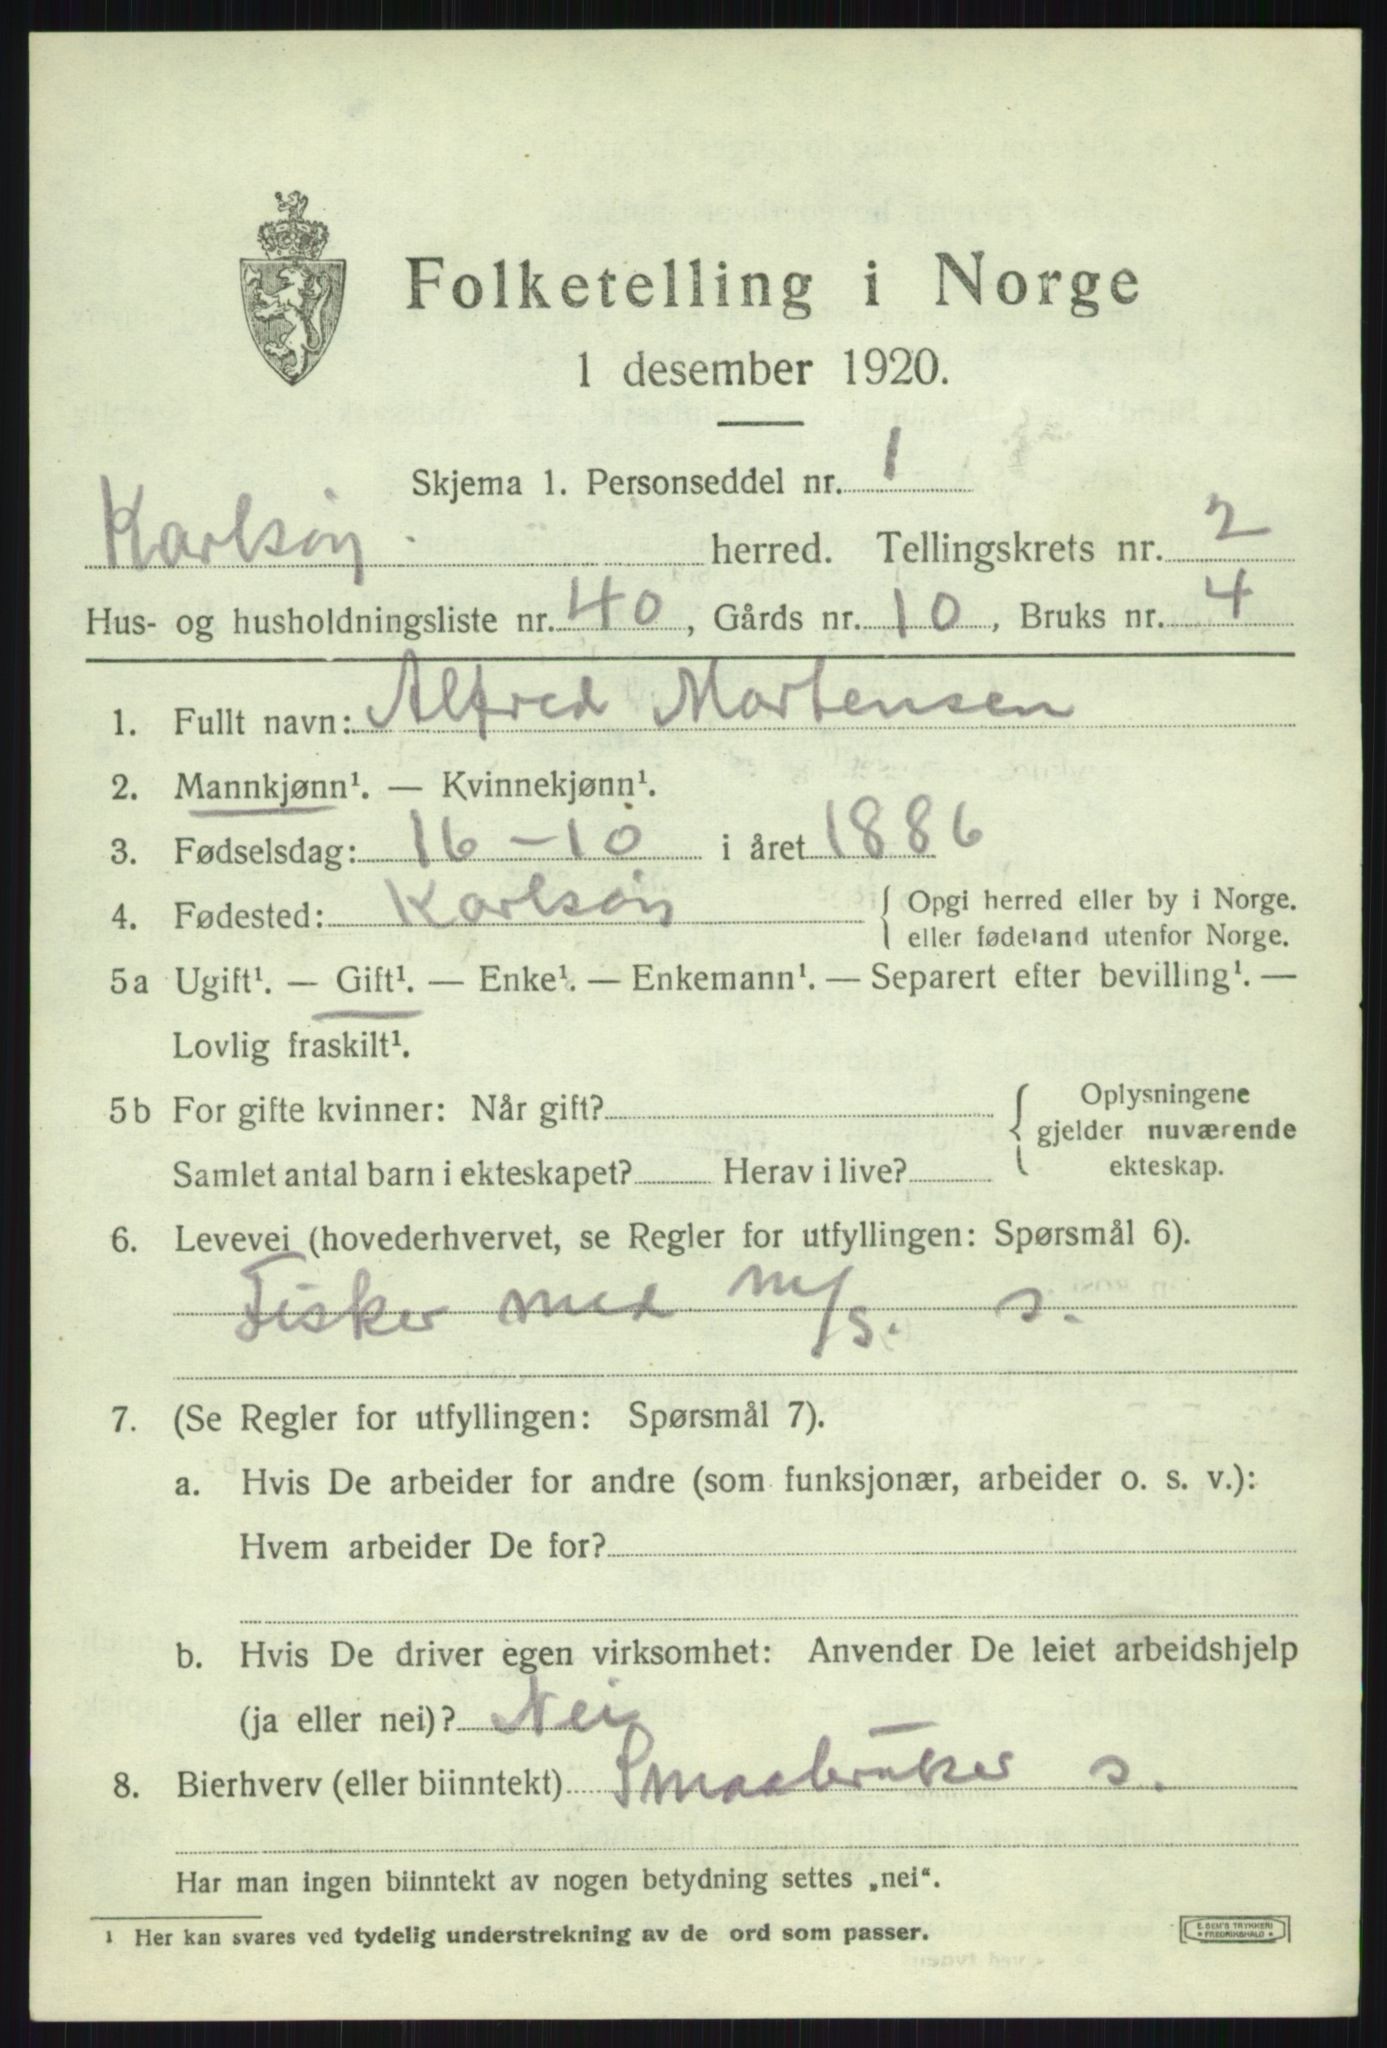 Folketelling i Norge
1 desember 1920.
Skjema 1. Personseddel nr. 1
Karlsøy herred. Tellingskrets nr. 2
Hus- og husholdningsliste nr. 40, Gårds nr. 10, Bruks nr. 4
1. Fullt navn: Alfred Mortensen
2. Mannkjønn¹. — Kvinnekjønn¹.
3. Fødselsdag: 16-10 i året 1886
4. Fødested: Karlsøy { Opgi herred eller by i Norge.
eller fødeland utenfor Norge.
5a Ugift¹. — Gift¹. — Enke¹. — Enkemann¹. — Separert efter bevilling¹. —
Lovlig fraskilt¹.
5b For gifte kvinner: Når gift? { Oplysningene
gjelder nuværende
Samlet antal barn i ekteskapet? Herav i live? ekteskap.
6. Levevei (hovederhvervet, se Regler for utfyllingen: Spørsmål 6).
Fisker med m/s. s.
7. (Se Regler for utfyllingen: Spørsmål 7).
a. Hvis De arbeider for andre (som funksjonær, arbeider o. s. v.):
Hvem arbeider De for?
b. Hvis De driver egen virksomhet: Anvender De leiet arbeidshjelp
(ja eller nei)? Nei
8. Bierhverv (eller biinntekt) Smaabruker s.
Har man ingen biinntekt av nogen betydning settes „nei“.
¹ Her kan svares ved tydelig understrekning av de ord som passer.
E. SEM'S TRYKKERI
FREDRIKSHALD